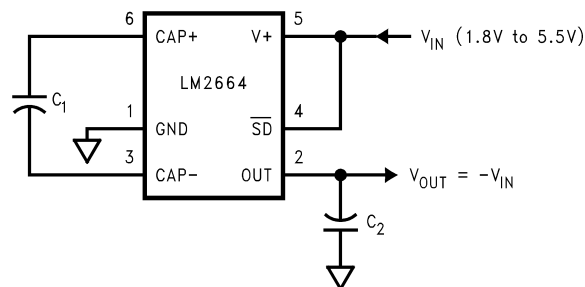 6 CAP+ V+ 5 V_IN (1.8V to 5.5V)
LM2664
C_1
1 GND S̅D̅ 4
3 CAP- OUT 2 V_OUT = -V_IN
C_2